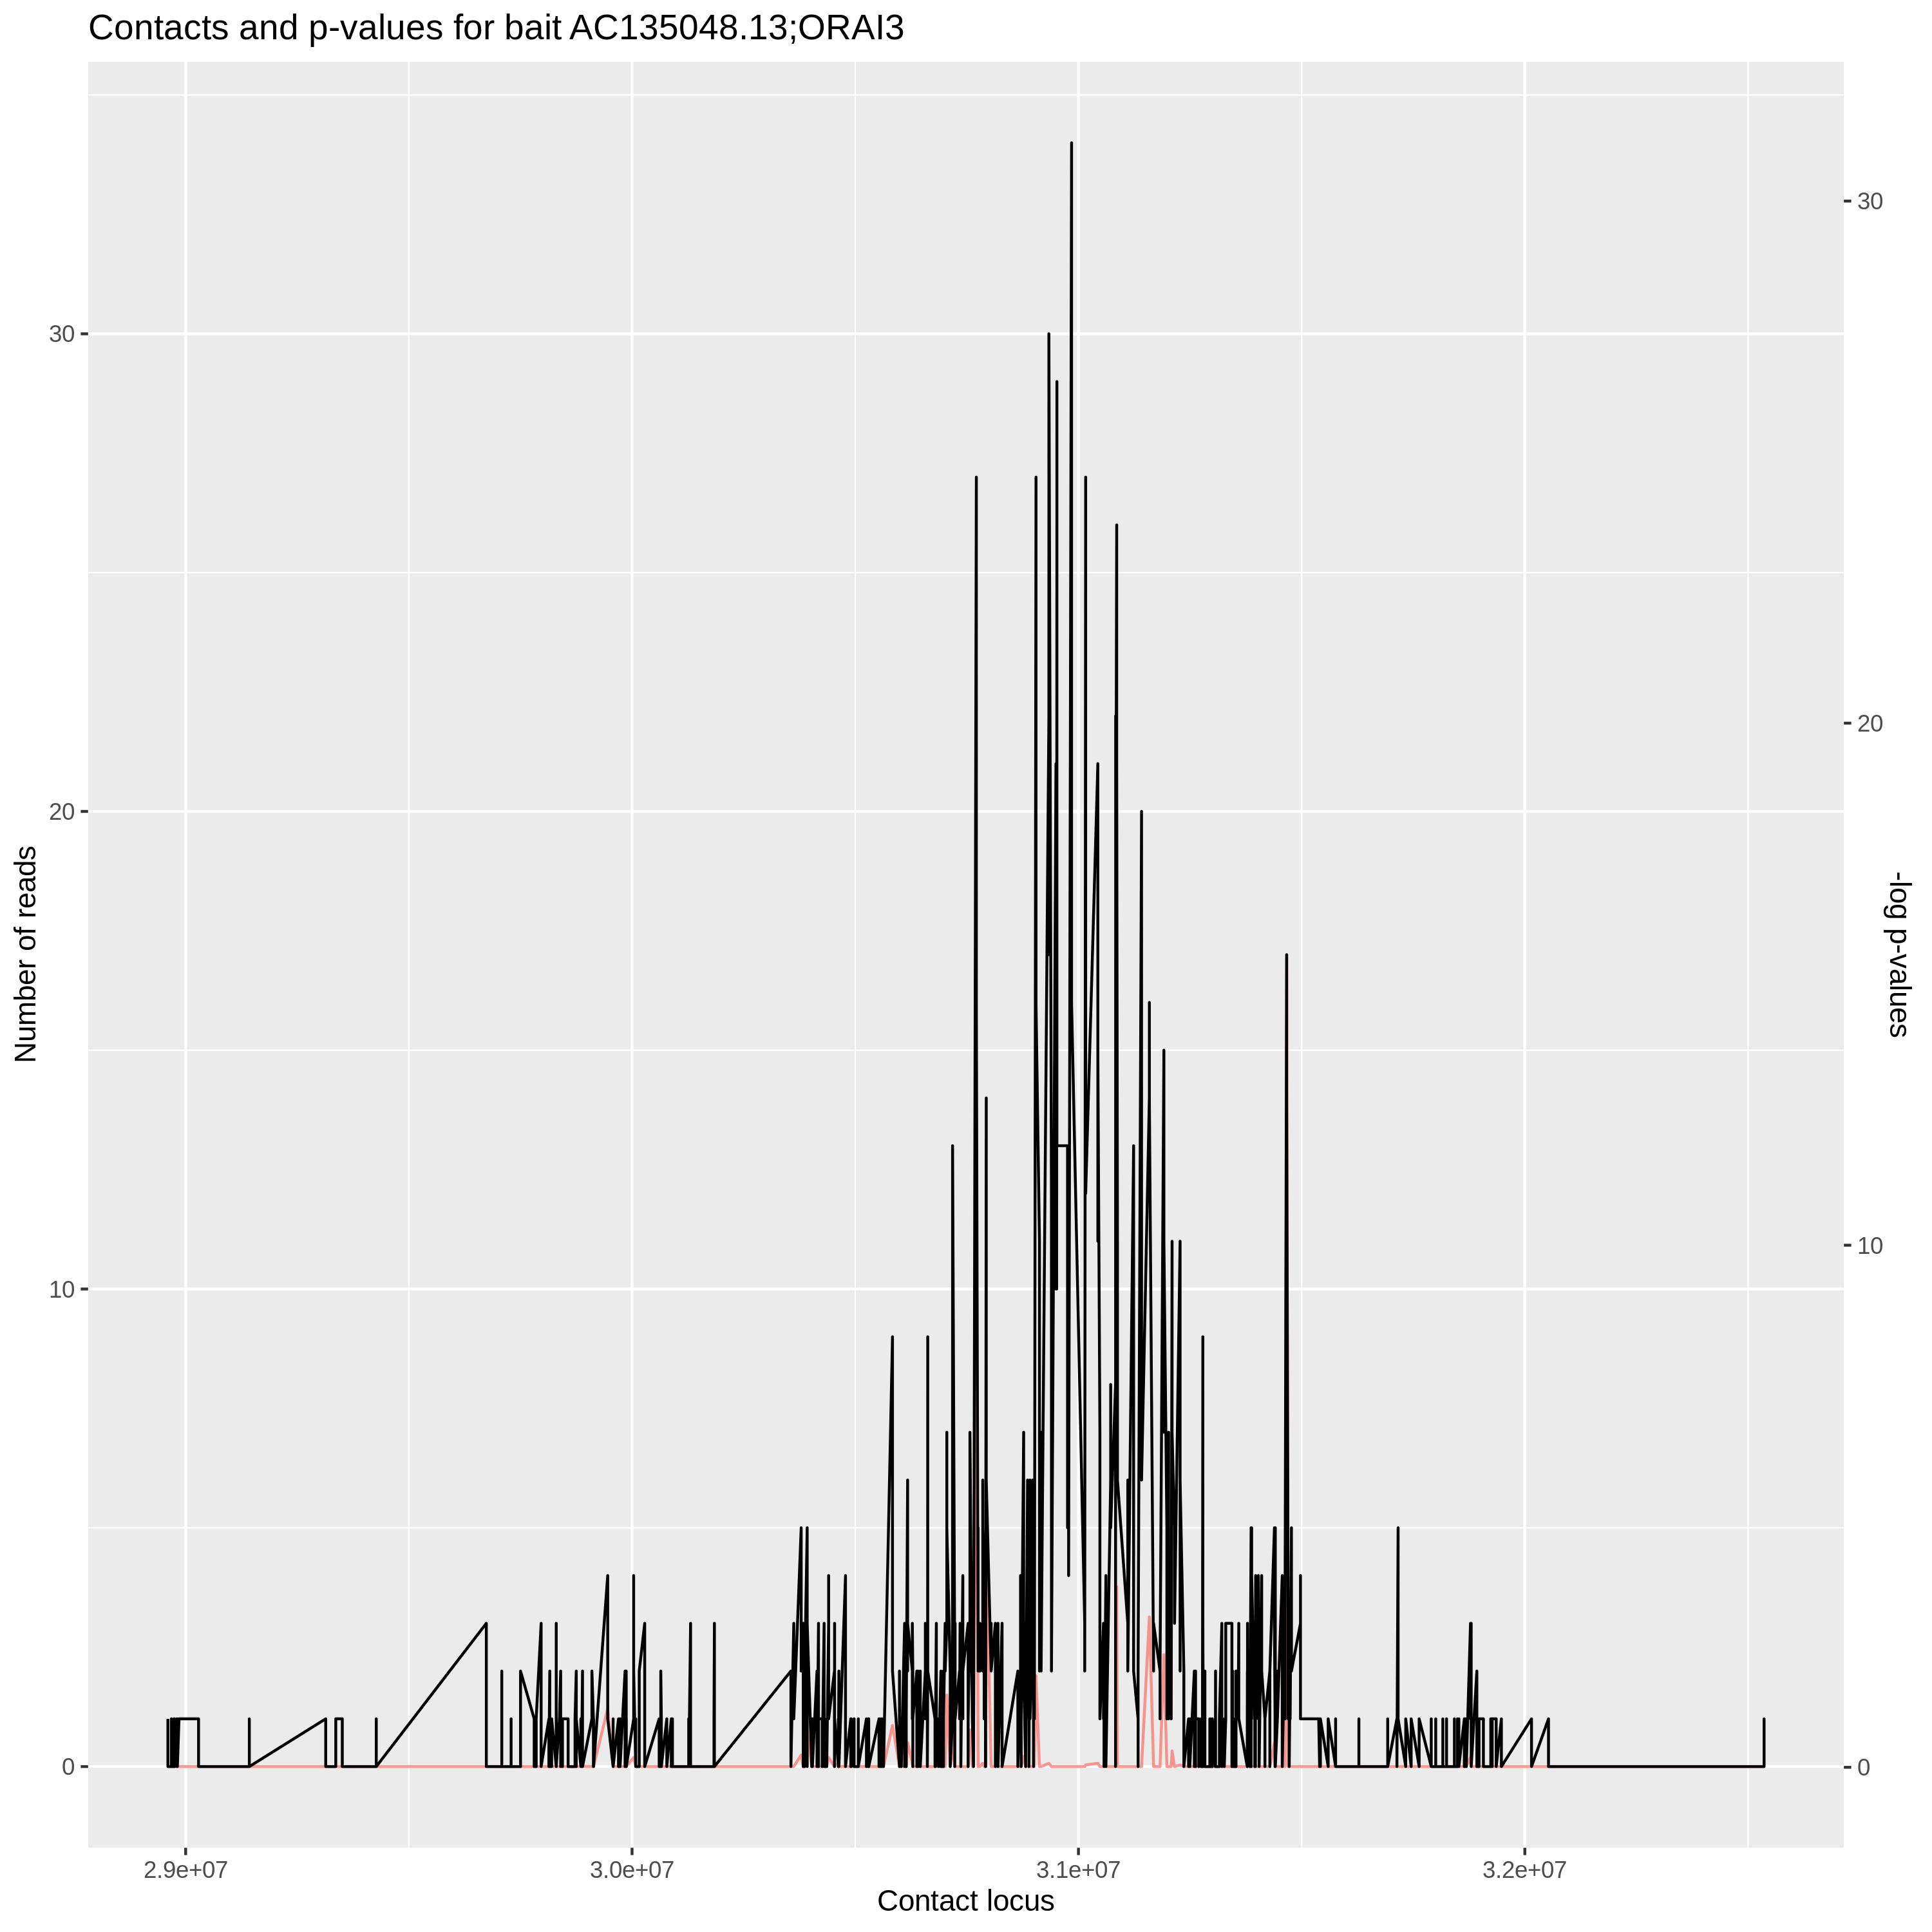 Contacts and p-values for bait AC135048.13;ORAI3
30
20
10
0
Number of reads
30
20
10
0
-log p-values
2.9e+07
3.0e+07
3.1e+07
3.2e+07
Contact locus